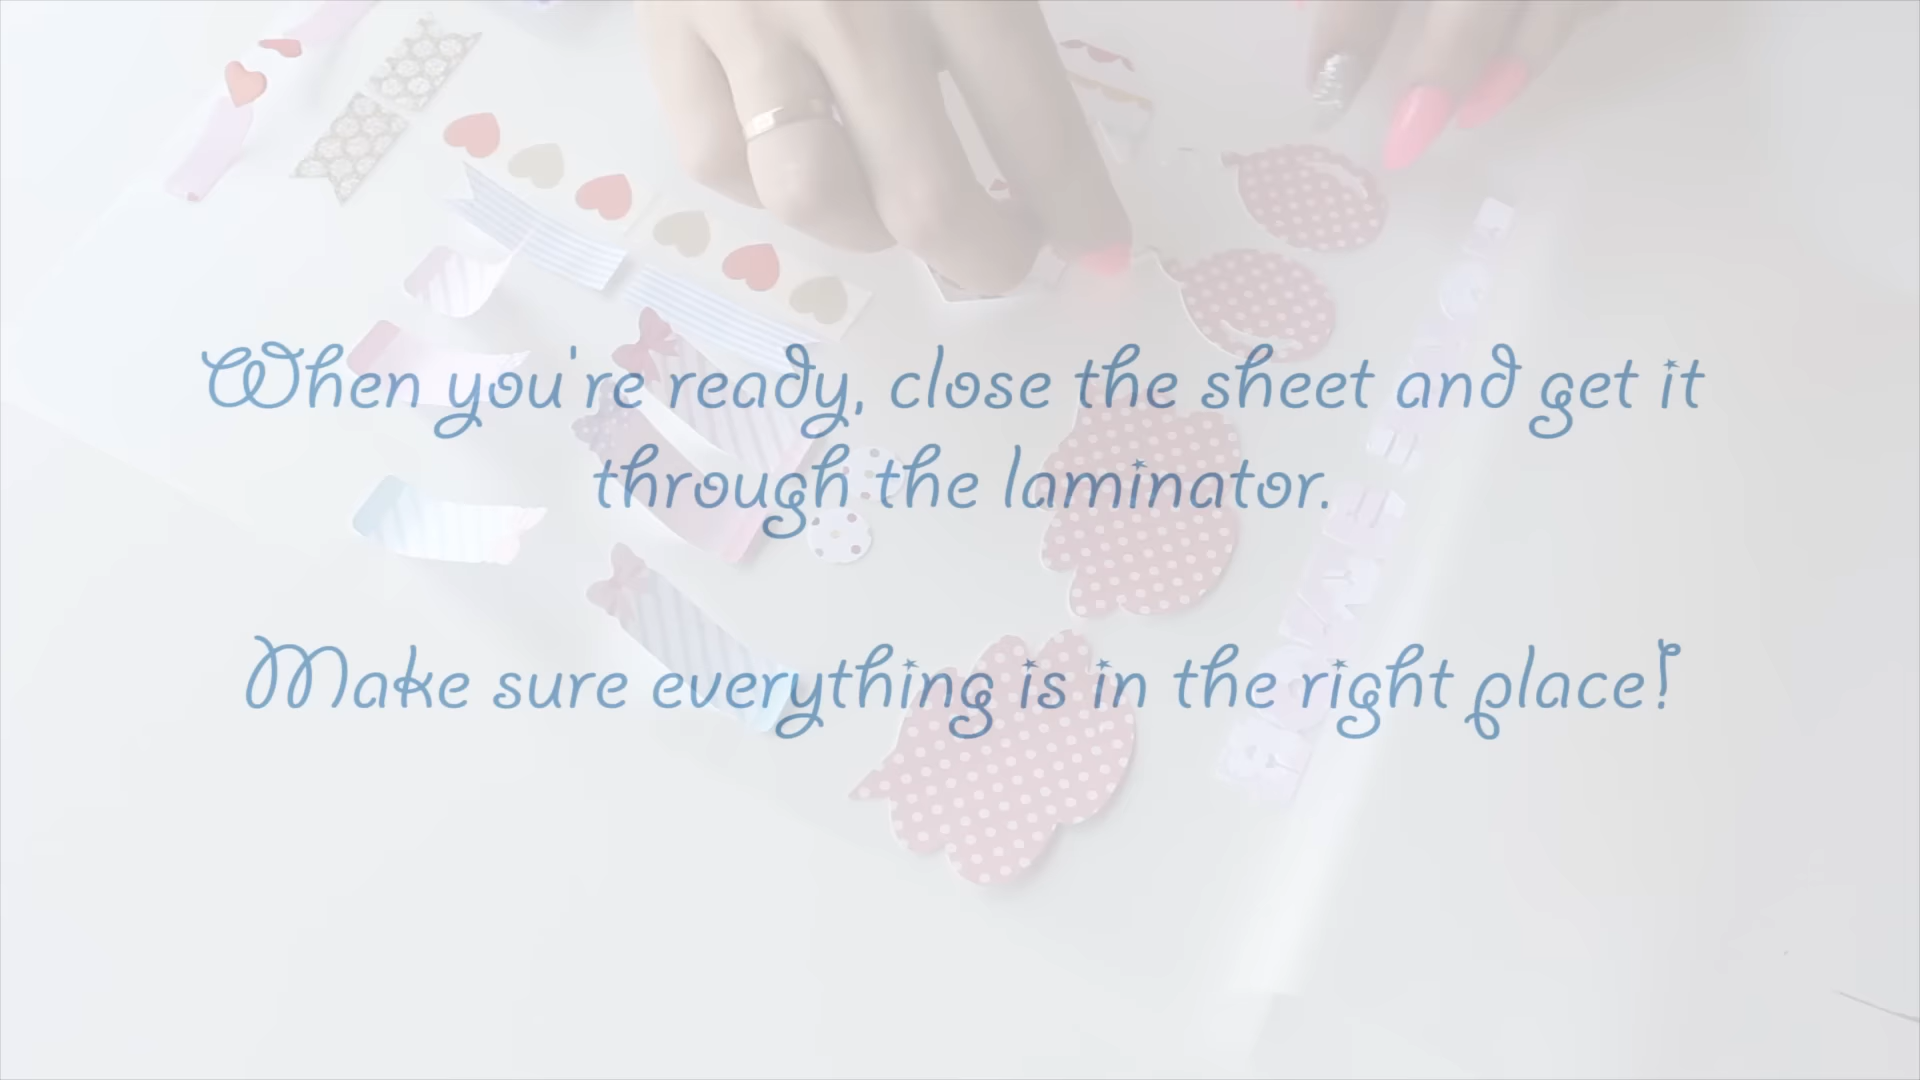 When you're ready, close the sheet and get it
through the laminator.
Make sure everything is in the right place!